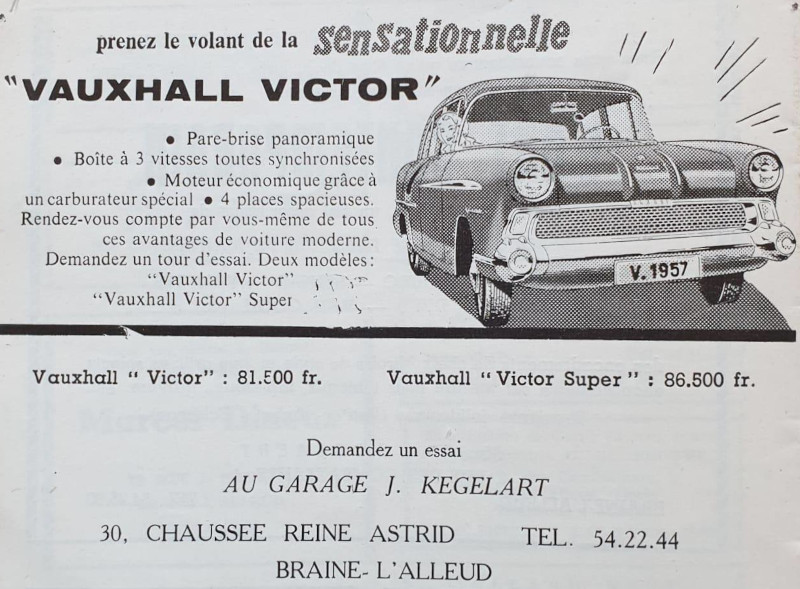 prenez le volant de la sensationnelle
"VAUXHALL VICTOR"
• Pare-brise panoramique
• Boîte à 3 vitesses toutes synchronisées
• Moteur économique grâce à
un carburateur spécial • 4 places spacieuses.
Rendez-vous compte par vous-même de tous
ces avantages de voiture moderne.
Demandez un tour d'essai. Deux modèles:
"Vauxhall Victor"
"Vauxhall Victor" Super
V. 1957
Vauxhall "Victor" : 81.500 fr.
Vauxhall "Victor Super" : 86.500 fr.
Demandez un essai
AU GARAGE J. KEGELART
30, CHAUSSEE REINE ASTRID TEL. 54.22.44
BRAINE- L'ALLEUD